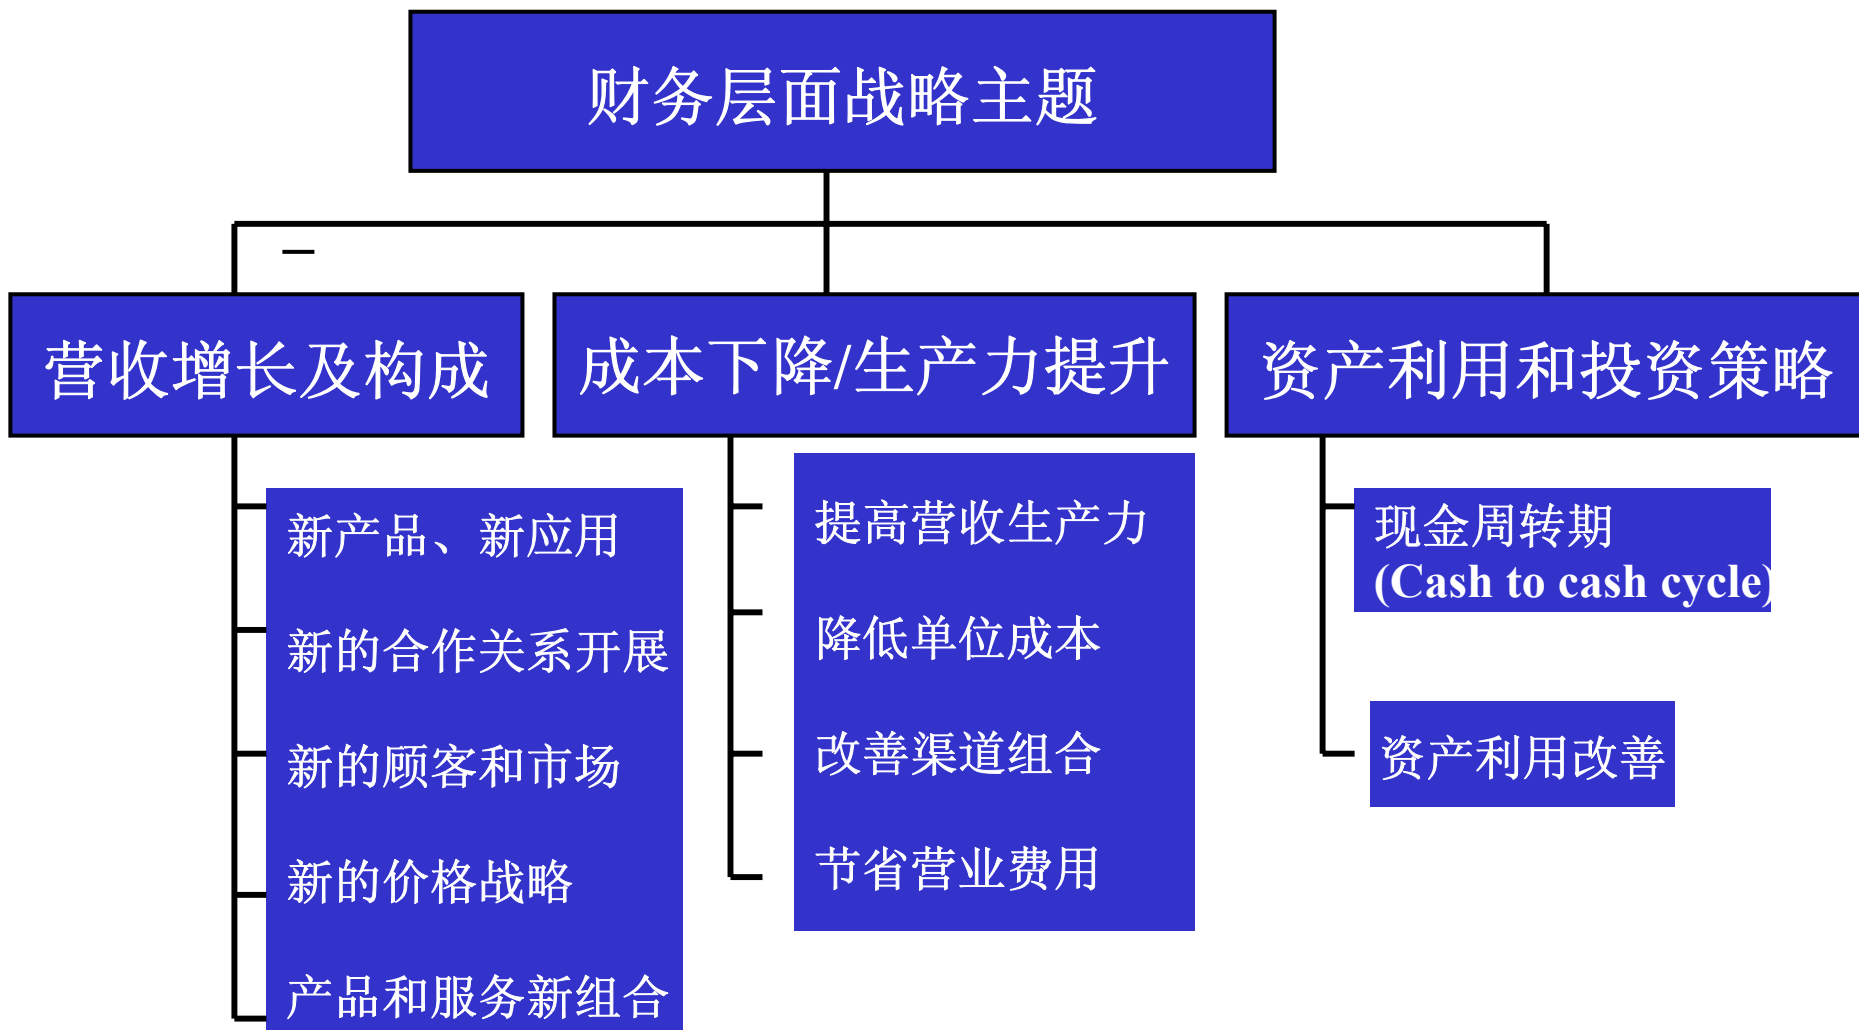 财务层面战略主题
–
营收增长及构成
成本下降/生产力提升
资产利用和投资策略
新产品、新应用
新的合作关系开展
新的顾客和市场
新的价格战略
产品和服务新组合
提高营收生产力
降低单位成本
改善渠道组合
节省营业费用
现金周转期
(Cash to cash cycle)
资产利用改善